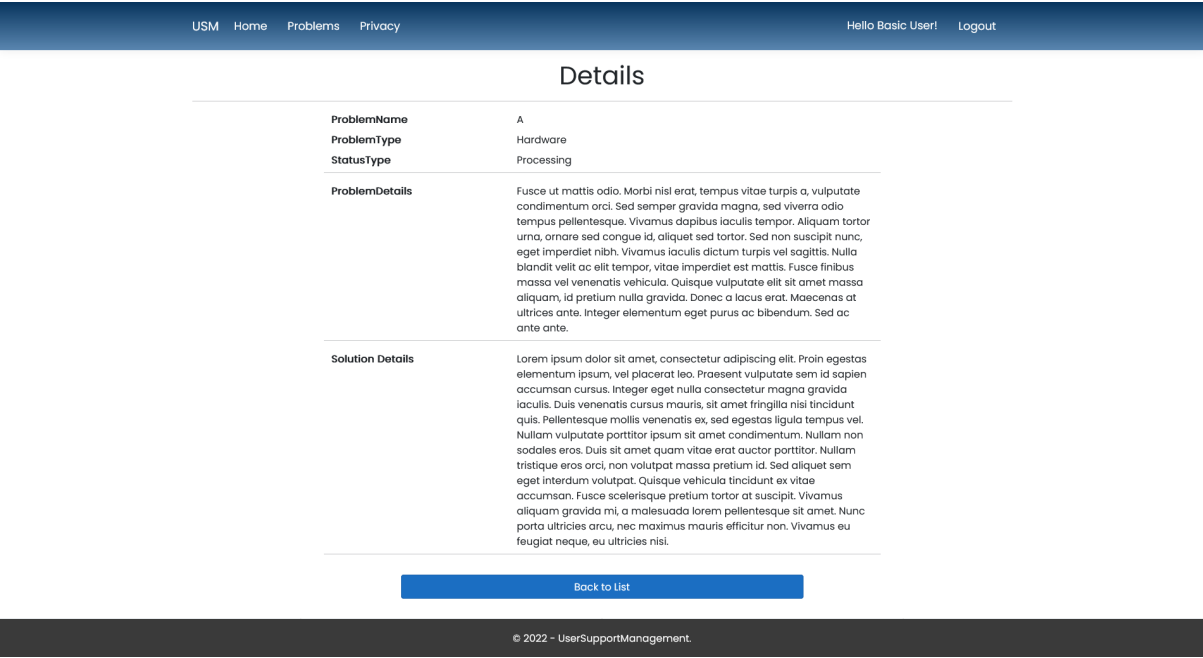 USM Home Problems Privacy Hello Basic User! Logout
Details
ProblemName A
ProblemType Hardware
StatusType Processing
ProblemDetails Fusce ut mattis odio. Morbi nisl erat, tempus vitae turpis a, vulputate
condimentum orci. Sed semper gravida magna, sed viverra odio
tempus pellentesque. Vivamus dapibus iaculis tempor. Aliquam tortor
urna, ornare sed congue id, aliquet sed tortor. Sed non suscipit nunc,
eget imperdiet nibh. Vivamus iaculis dictum turpis vel sagittis. Nulla
blandit velit ac elit tempor, vitae imperdiet est mattis. Fusce finibus
massa vel venenatis vehicula. Quisque vulputate elit sit amet massa
aliquam, id pretium nulla gravida. Donec a lacus erat. Maecenas at
ultrices ante. Integer elementum eget purus ac bibendum. Sed ac
ante ante.
Solution Details Lorem ipsum dolor sit amet, consectetur adipiscing elit. Proin egestas
elementum ipsum, vel placerat leo. Praesent vulputate sem id sapien
accumsan cursus. Integer eget nulla consectetur magna gravida
iaculis. Duis venenatis cursus mauris, sit amet fringilla nisi tincidunt
quis. Pellentesque mollis venenatis ex, sed egestas ligula tempus vel.
Nullam vulputate porttitor ipsum sit amet condimentum. Nullam non
sodales eros. Duis sit amet quam vitae erat auctor porttitor. Nullam
tristique eros orci, non volutpat massa pretium id. Sed aliquet sem
eget interdum volutpat. Quisque vehicula tincidunt ex vitae
accumsan. Fusce scelerisque pretium tortor at suscipit. Vivamus
aliquam gravida mi, a malesuada lorem pellentesque sit amet. Nunc
porta ultricies arcu, nec maximus mauris efficitur non. Vivamus eu
feugiat neque, eu ultricies nisi.
Back to List
© 2022 - UserSupportManagement.